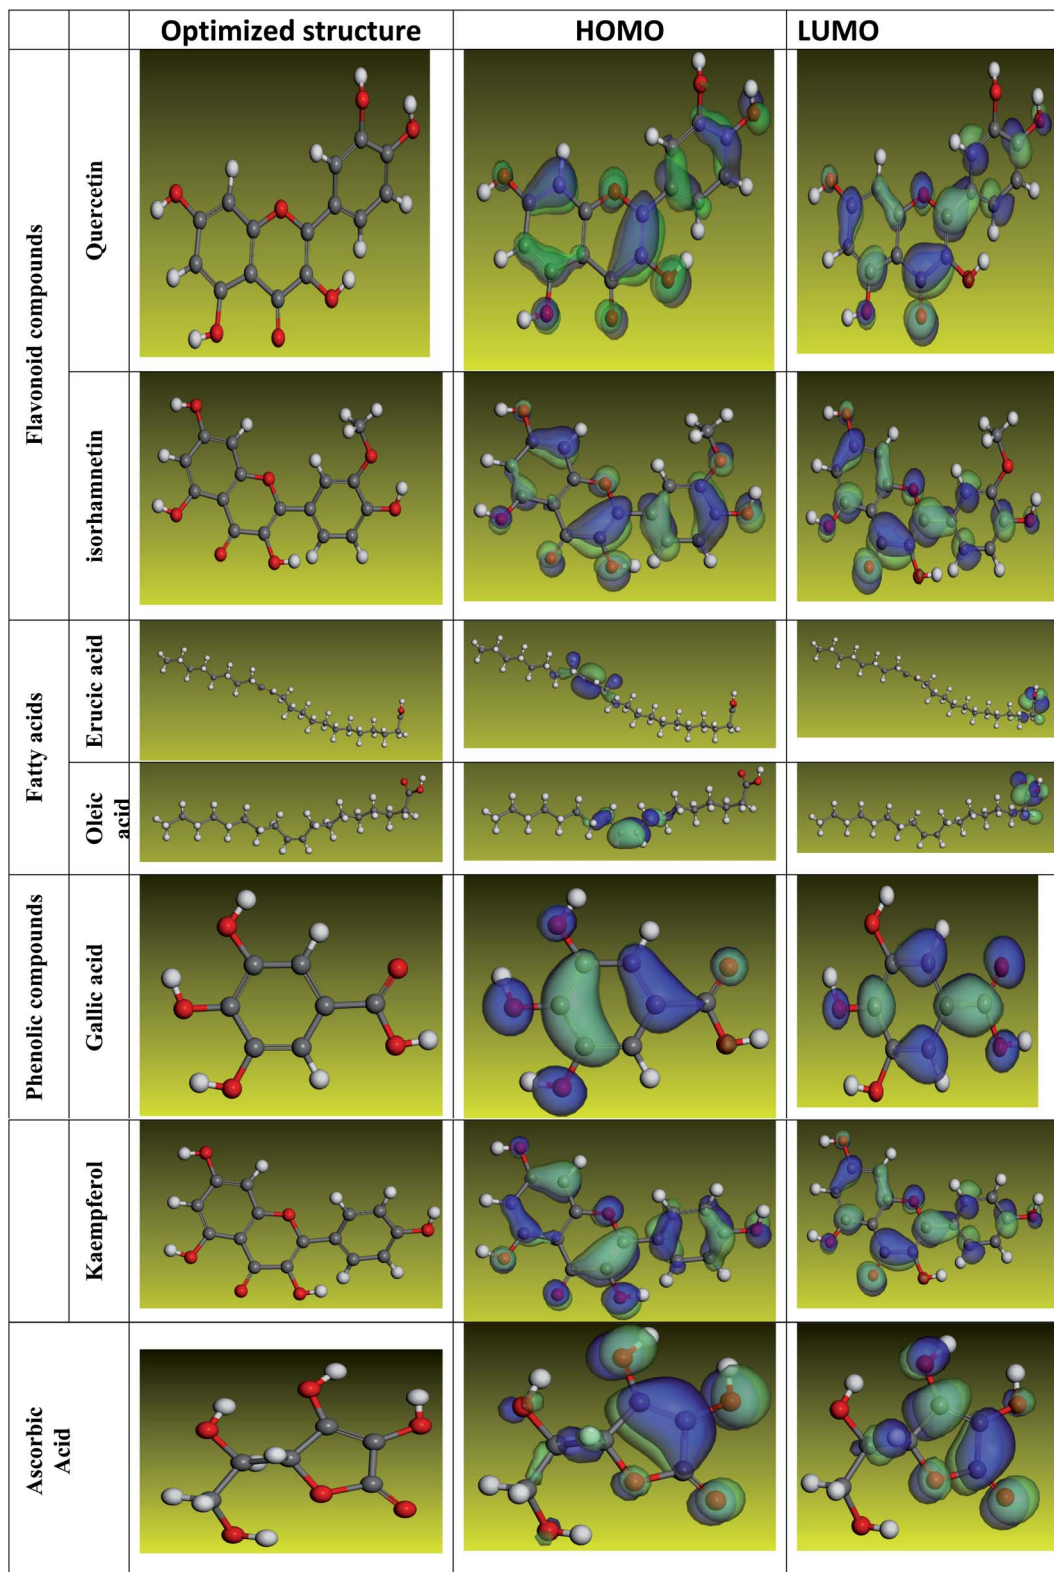 Optimized structure HOMO LUMO
Flavonoid compounds
Quercetin
isorhamnetin
Fatty acids
Erucic acid
Oleic
acid
Phenolic compounds
Gallic acid
Kaempferol
Ascorbic
Acid